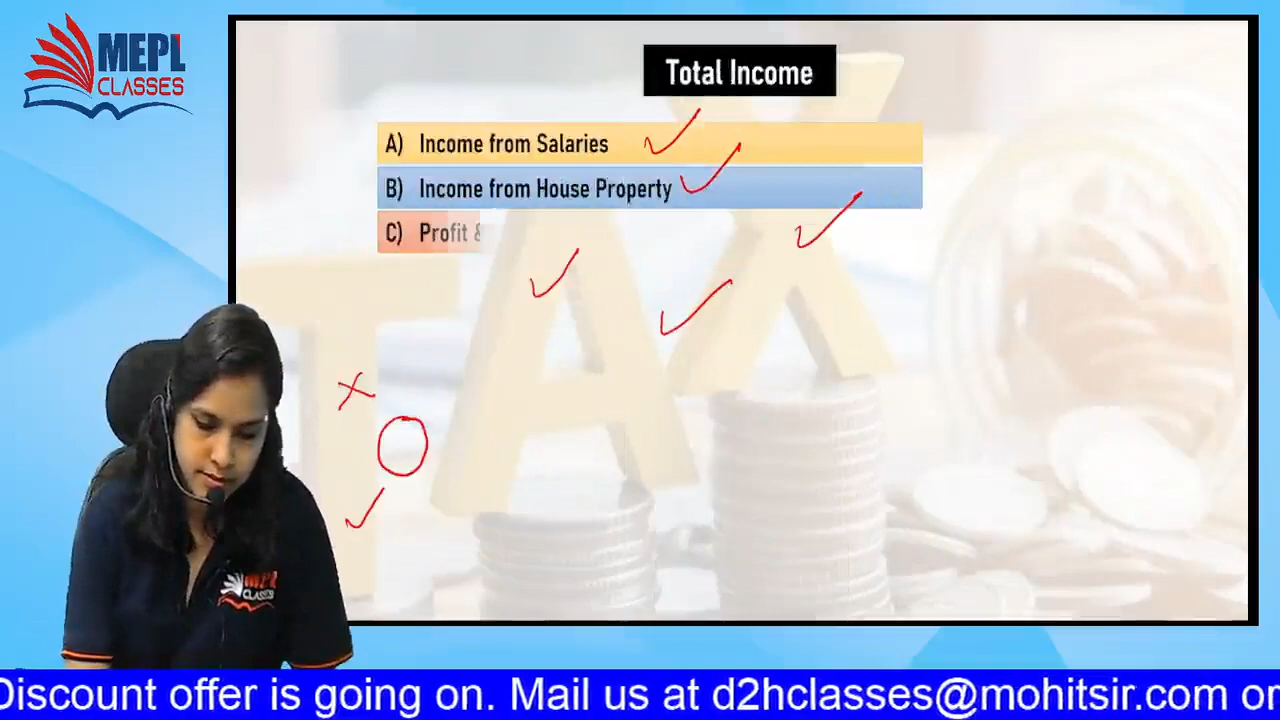 MEPL
CLASSES
Total Income
A) Income from Salaries
B) Income from House Property
C) Profit &
MEPL
CLASSES
Discount offer is going on. Mail us at d2hclasses@mohitsir.com or